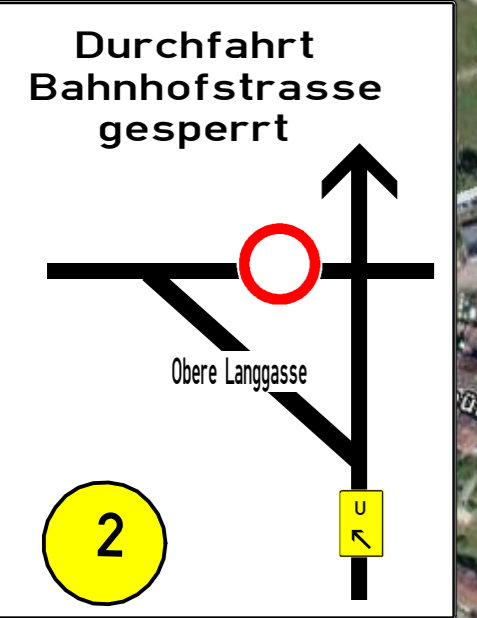 Durchfahrt
Bahnhofstrasse
gesperrt
Obere Langgasse
U
2